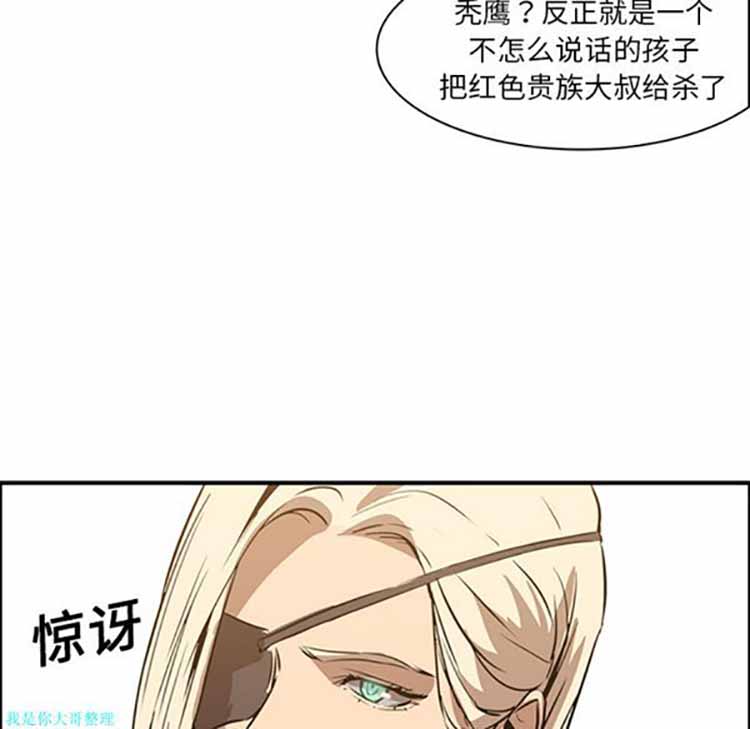 秃鹰？反正就是一个
不怎么说话的孩子
把红色贵族大叔给杀了
惊讶
我是你大哥整理